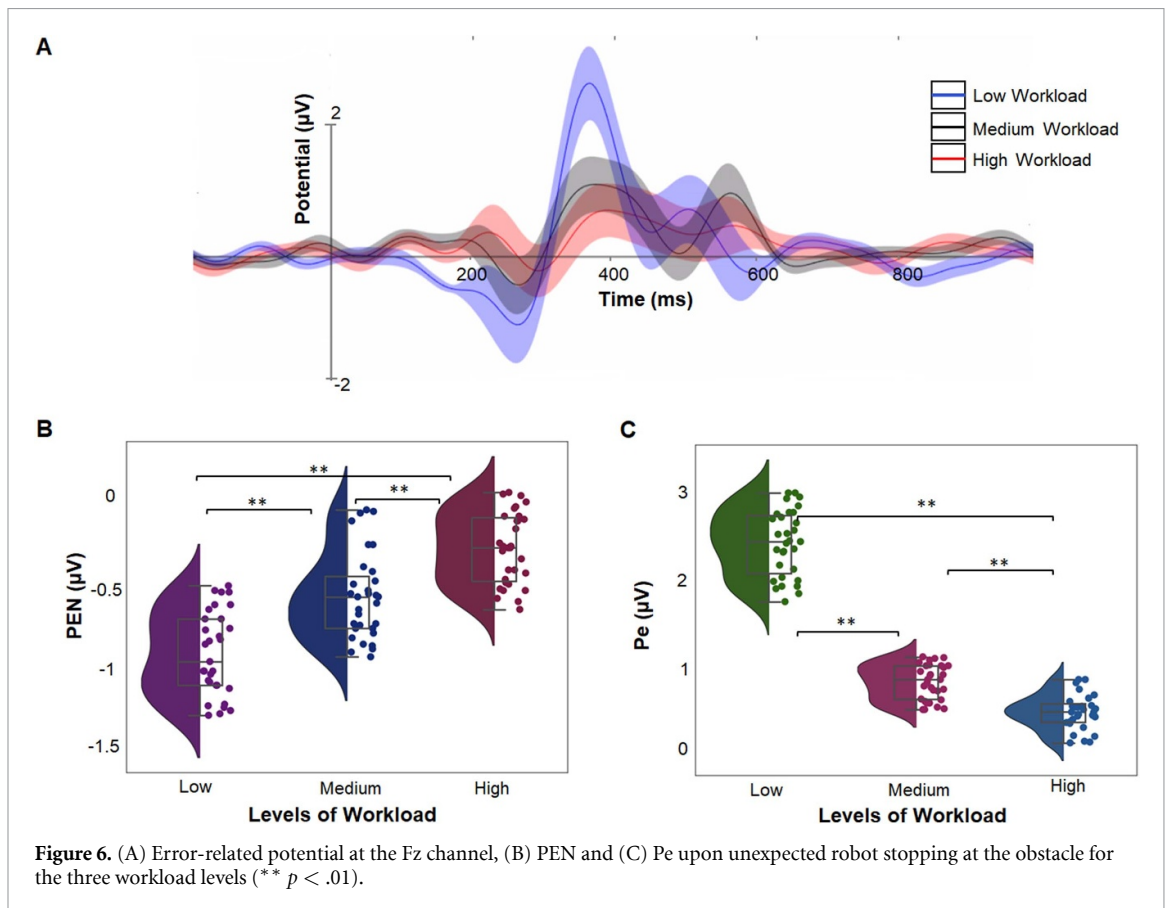 A
Potential (µV)
2
-2
200
400
600
800
Time (ms)
Low Workload
Medium Workload
High Workload
B
PEN (µV)
0
-0.5
-1
-1.5
**
**
**
Low
Medium
High
Levels of Workload
C
Pe (µV)
3
2
1
0
**
**
**
Low
Medium
High
Levels of Workload
Figure 6. (A) Error-related potential at the Fz channel, (B) PEN and (C) Pe upon unexpected robot stopping at the obstacle for
the three workload levels (** p < .01).